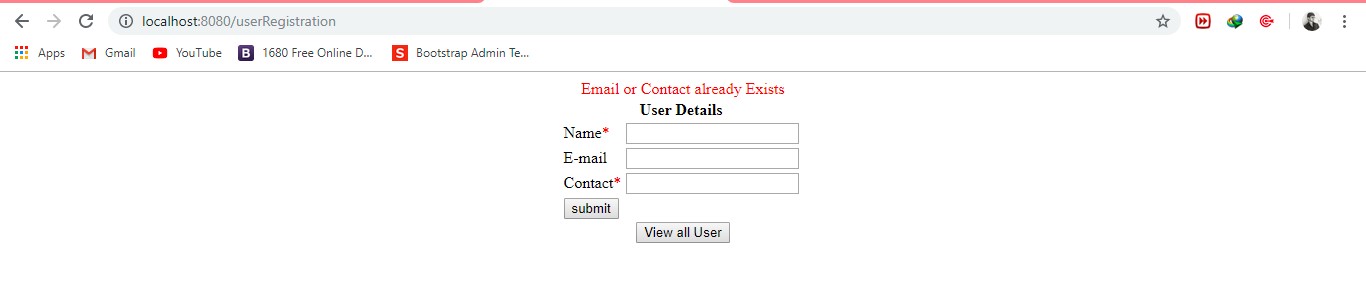 localhost:8080/userRegistration
Apps Gmail YouTube B 1680 Free Online D... S Bootstrap Admin Te...
Email or Contact already Exists
User Details
Name*
E-mail
Contact*
submit
View all User